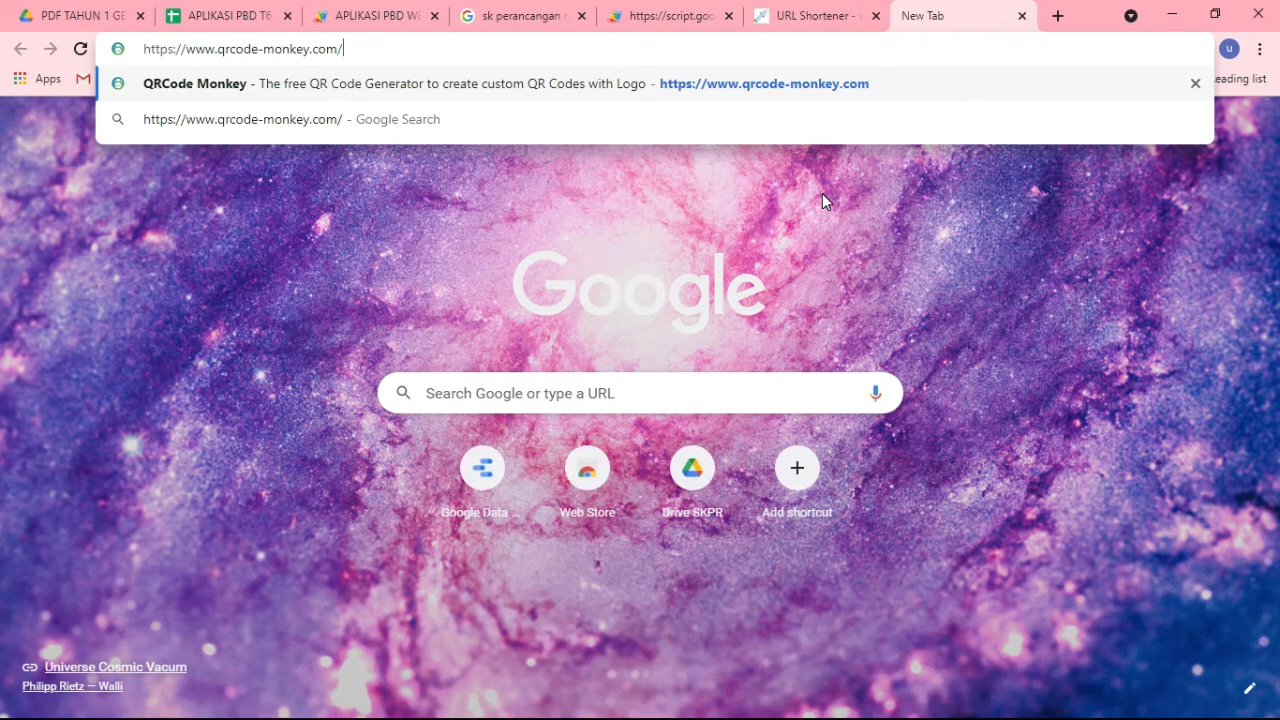 PDF TAHUN 1 GE
APLIKASI PBD T6
APLIKASI PBD WE
sk perancangan
https://script.goo
URL Shortener -
New Tab
https://www.qrcode-monkey.com/
u
Apps
eading list
QRCode Monkey - The free QR Code Generator to create custom QR Codes with Logo - https://www.qrcode-monkey.com
https://www.qrcode-monkey.com/ - Google Search
Google
Search Google or type a URL
Google Data ...
Web Store
Drive SKPR
Add shortcut
Universe Cosmic Vacum
Philipp Rietz — Walli